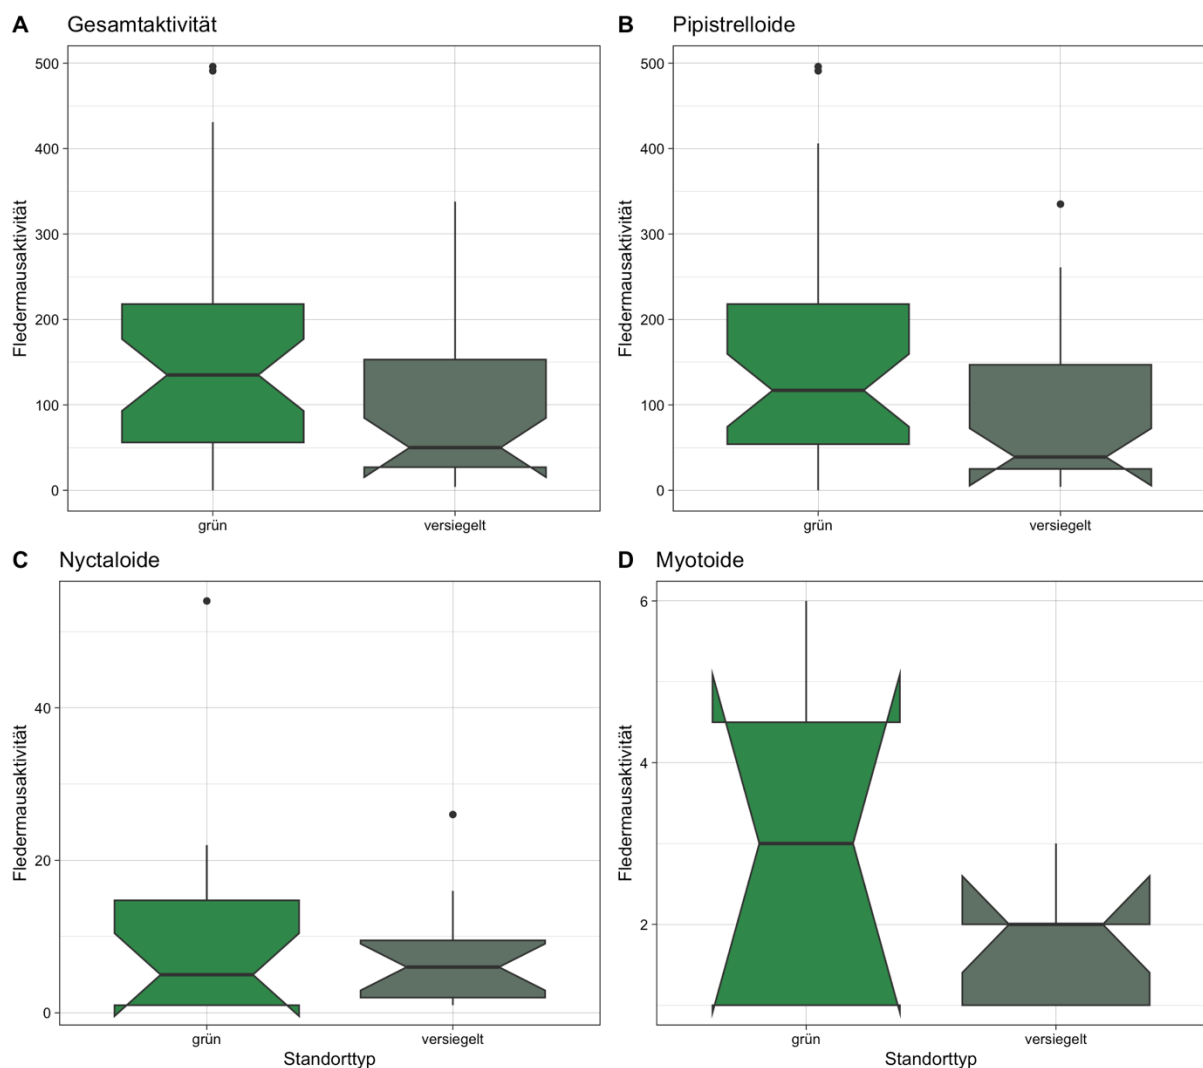 A Gesamtaktivität
500
400
300
200
100
0
Fledermausaktivität
grün versiegelt
B Pipistrelloide
500
400
300
200
100
0
Fledermausaktivität
grün versiegelt
C Nyctaloide
40
20
0
Fledermausaktivität
grün versiegelt
Standorttyp
D Myotoide
6
4
2
Fledermausaktivität
grün versiegelt
Standorttyp